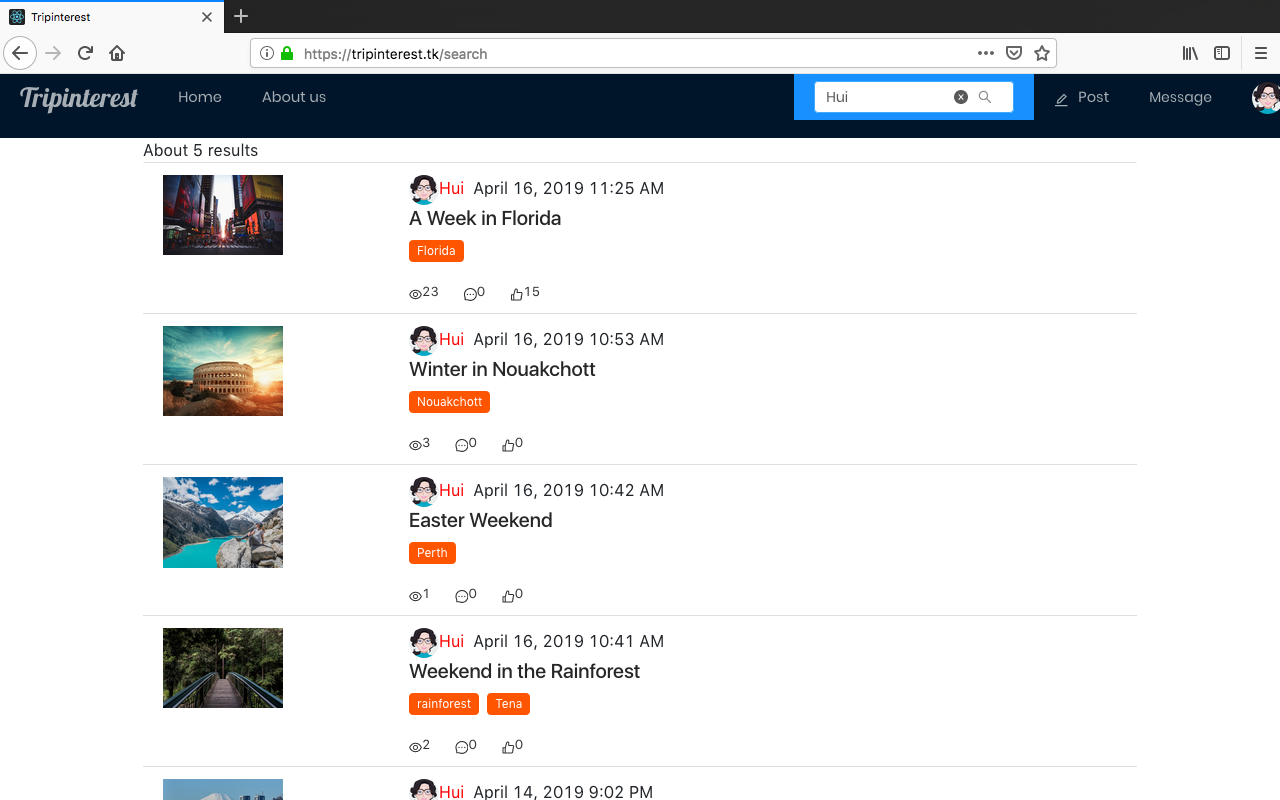 Tripinterest
https://tripinterest.tk/search
Tripinterest Home About us Hui Post Message
About 5 results
Hui April 16, 2019 11:25 AM
A Week in Florida
Florida
23 0 15
Hui April 16, 2019 10:53 AM
Winter in Nouakchott
Nouakchott
3 0 0
Hui April 16, 2019 10:42 AM
Easter Weekend
Perth
1 0 0
Hui April 16, 2019 10:41 AM
Weekend in the Rainforest
rainforest Tena
2 0 0
Hui April 14, 2019 9:02 PM